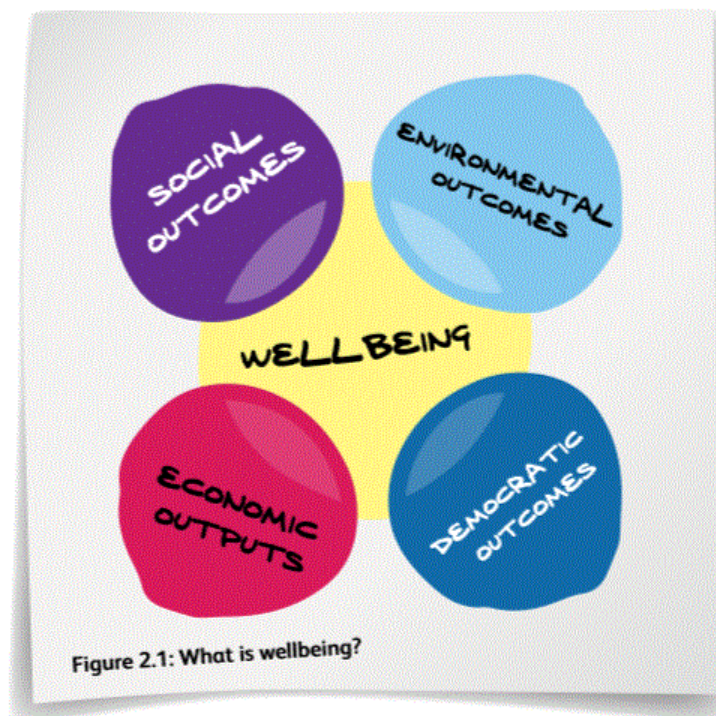 SOCIAL
OUTCOMES
ENVIRONMENTAL
OUTCOMES
WELLBEING
ECONOMIC
OUTPUTS
DEMOCRATIC
OUTCOMES
Figure 2.1: What is wellbeing?